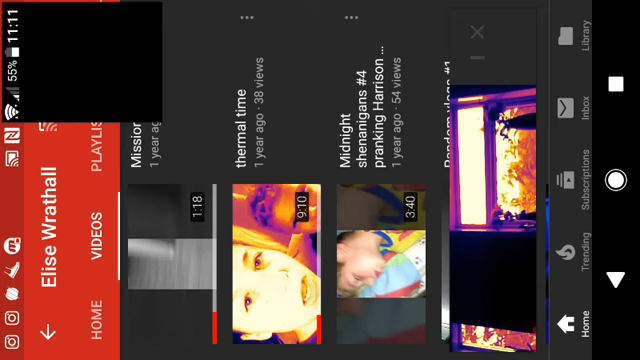 55% 11:11
Elise Wrathall
HOME
VIDEOS
PLAYLIS
Mission
1 year ago ·
1:18
thermal time
1 year ago · 38 views
9:10
Midnight
shenanigans #4
pranking Harrison ...
1 year ago · 54 views
3:40
Home
Trending
Subscriptions
Inbox
Library